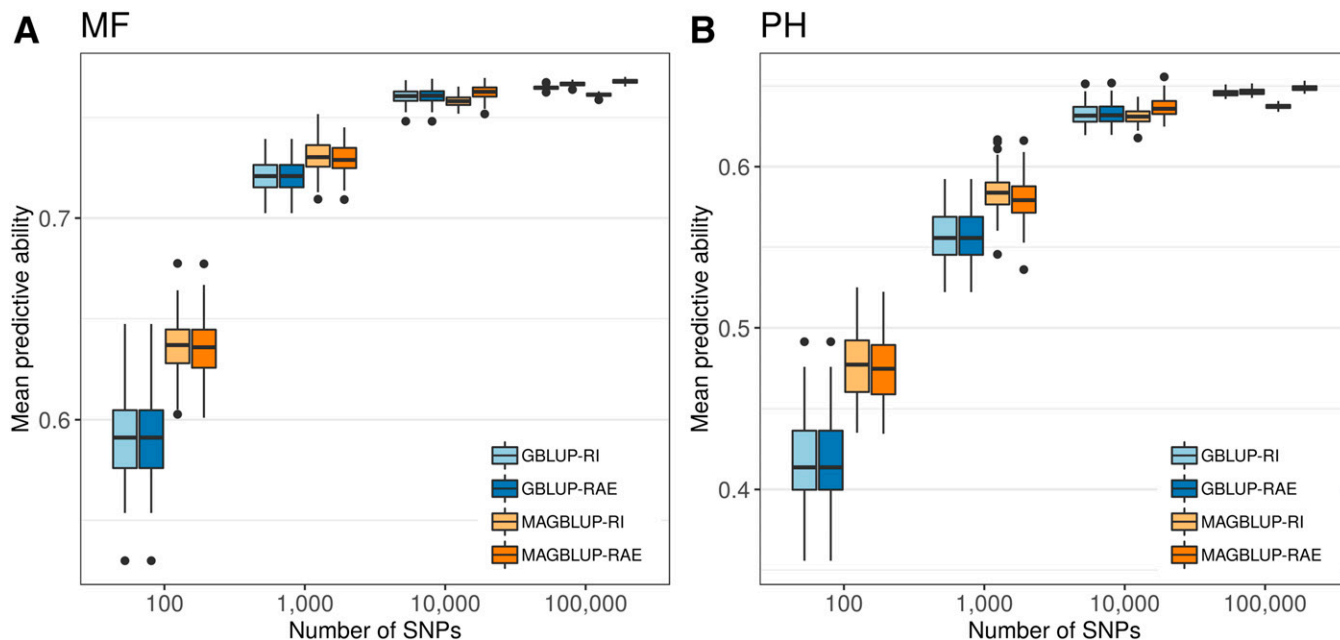 A MF
Mean predictive ability
0.7
0.6
GBLUP-RI
GBLUP-RAE
MAGBLUP-RI
MAGBLUP-RAE
100 1,000 10,000 100,000
Number of SNPs
B PH
Mean predictive ability
0.6
0.5
0.4
GBLUP-RI
GBLUP-RAE
MAGBLUP-RI
MAGBLUP-RAE
100 1,000 10,000 100,000
Number of SNPs